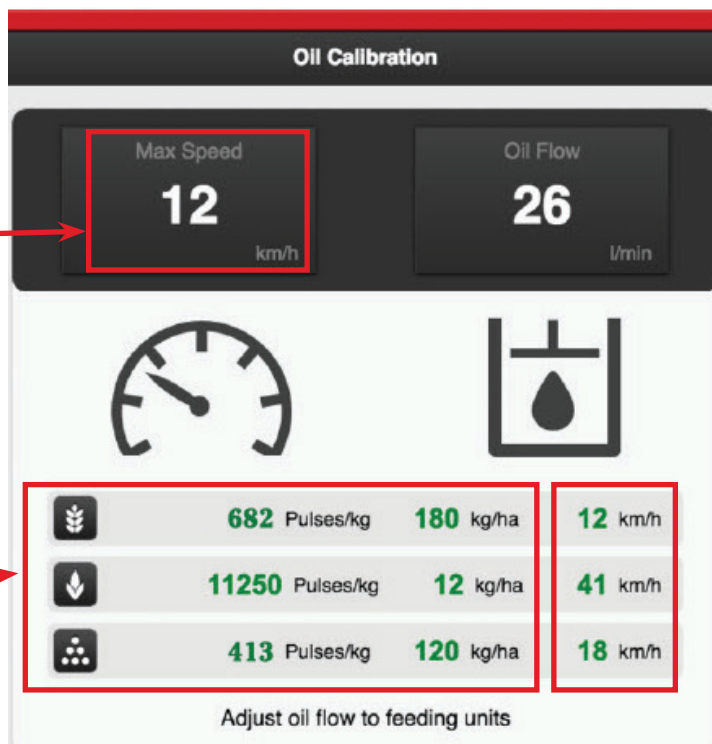 Oil Calibration
Max Speed Oil Flow
12 26
km/h l/min
682 Pulses/kg 180 kg/ha 12 km/h
11250 Pulses/kg 12 kg/ha 41 km/h
413 Pulses/kg 120 kg/ha 18 km/h
Adjust oil flow to feeding units